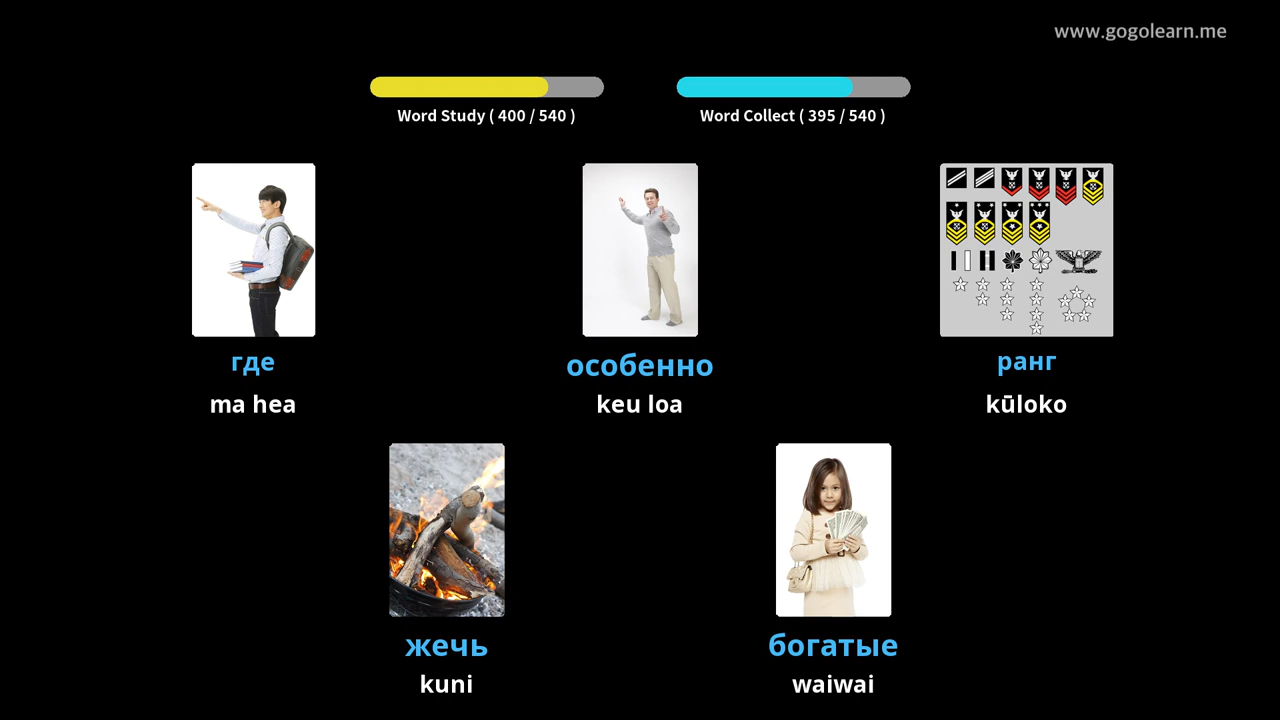 www.gogolearn.me
Word Study ( 400 / 540 )
Word Collect ( 395 / 540 )
где
ma hea
особенно
keu loa
ранг
kūloko
жечь
kuni
богатые
waiwai